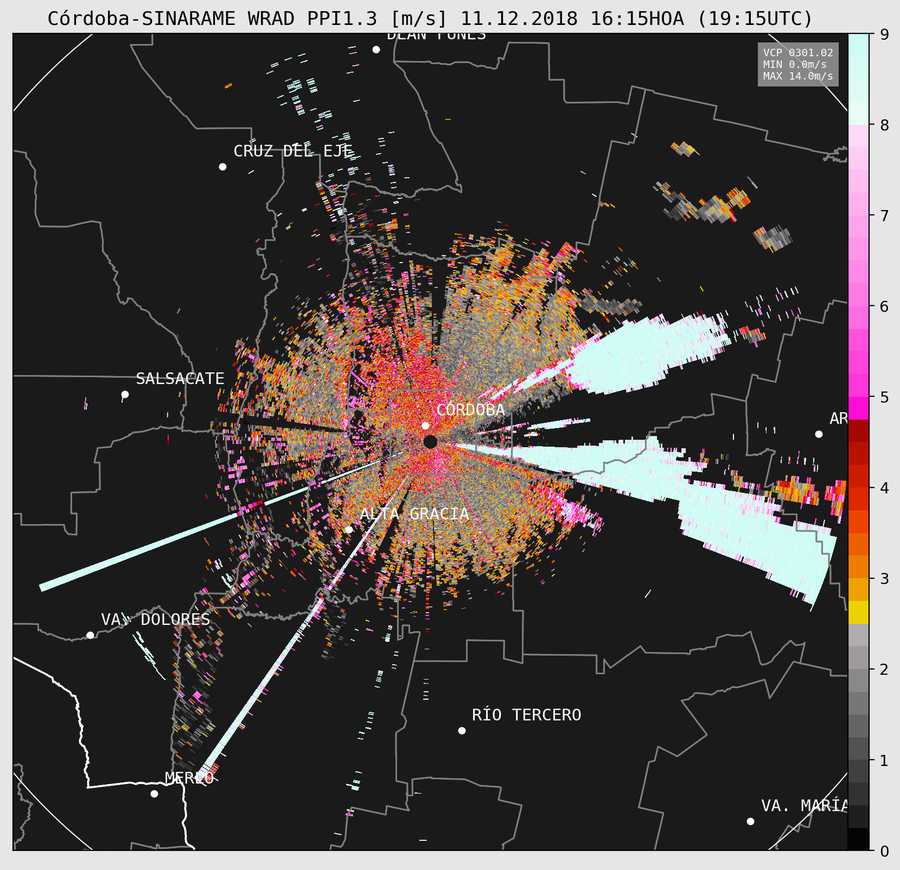 Córdoba-SINARAME WRAD PPI1.3 [m/s] 11.12.2018 16:15HOA (19:15UTC)
DEAN FUNES
VCP 0301.02
MIN 0.0m/s
MAX 14.0m/s
CRUZ DEL EJE
SALSACATE
CÓRDOBA
AR
ALTA GRACIA
VA. DOLORES
RÍO TERCERO
MERLO
VA. MARÍA
9
8
7
6
5
4
3
2
1
0